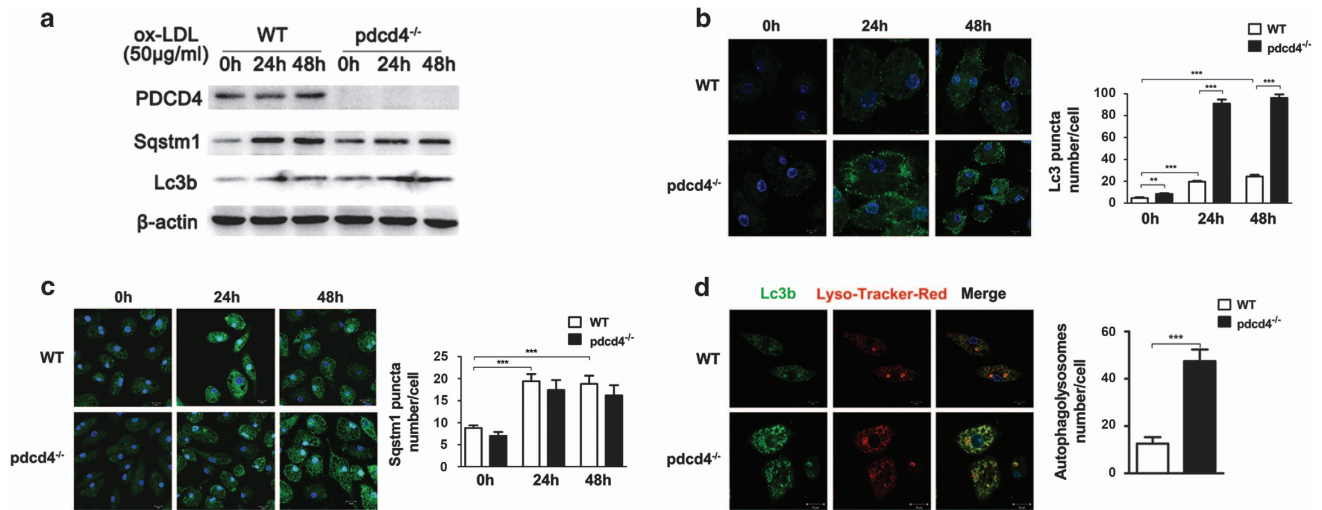 a
ox-LDL
(50μg/ml)
WT
pdcd4-/-
0h 24h 48h 0h 24h 48h
PDCD4
Sqstm1
Lc3b
β-actin
b
0h 24h 48h
WT
pdcd4-/-
WT
pdcd4-/-
Lc3 puncta
number/cell
100
80
60
40
20
0
***
***
***
***
**
0h 24h 48h
c
0h 24h 48h
WT
pdcd4-/-
WT
pdcd4-/-
Sqstm1 puncta
number/cell
25
20
15
10
5
0
***
***
0h 24h 48h
d
Lc3b Lyso-Tracker-Red Merge
WT
pdcd4-/-
WT
pdcd4-/-
Autophagolysosomes
number/cell
60
40
20
0
***